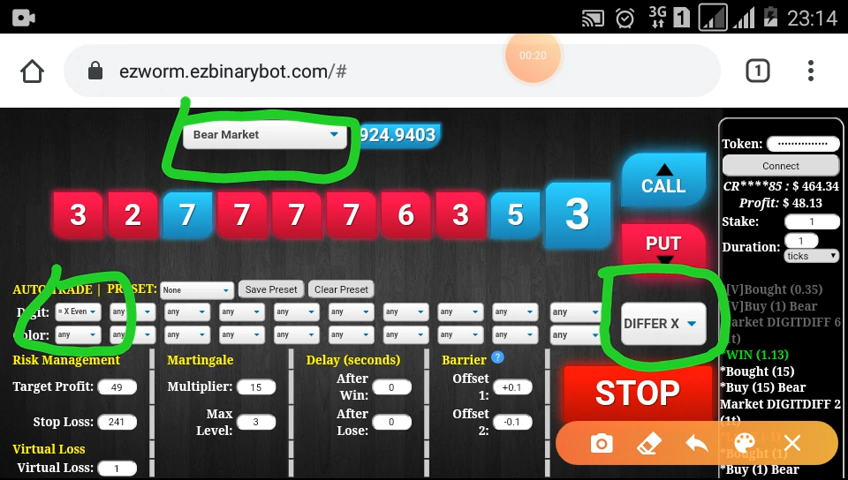 3G 1 23:14
00:20
ezworm.ezbinarybot.com/# 1
Bear Market 924.9403
Token: ••••••••••••••
Connect
CR****85 : $ 464.34
Profit: $ 48.13
Stake: 1
Duration: 1
ticks
CALL
PUT
3 2 7 7 7 7 6 3 5 3
AUTO TRADE | PRESET: None Save Preset Clear Preset
Digit: = X Even any any any any any any any any any
Color: any any any any any any any any any any
DIFFER X
STOP
Risk Management
Target Profit: 49
Stop Loss: 241
Virtual Loss
Virtual Loss: 1
Martingale
Multiplier: 15
Max
Level: 3
Delay (seconds)
After
Win: 0
After
Lose: 0
Barrier ?
Offset
1: +0.1
Offset
2: -0.1
[V]Bought (0.35)
[V]Buy (1) Bear
Market DIGITDIFF 6
*WIN (1.13)
*Bought (15)
*Buy (15) Bear
Market DIGITDIFF 2
(1t)
*Bought (1)
*Buy (1) Bear